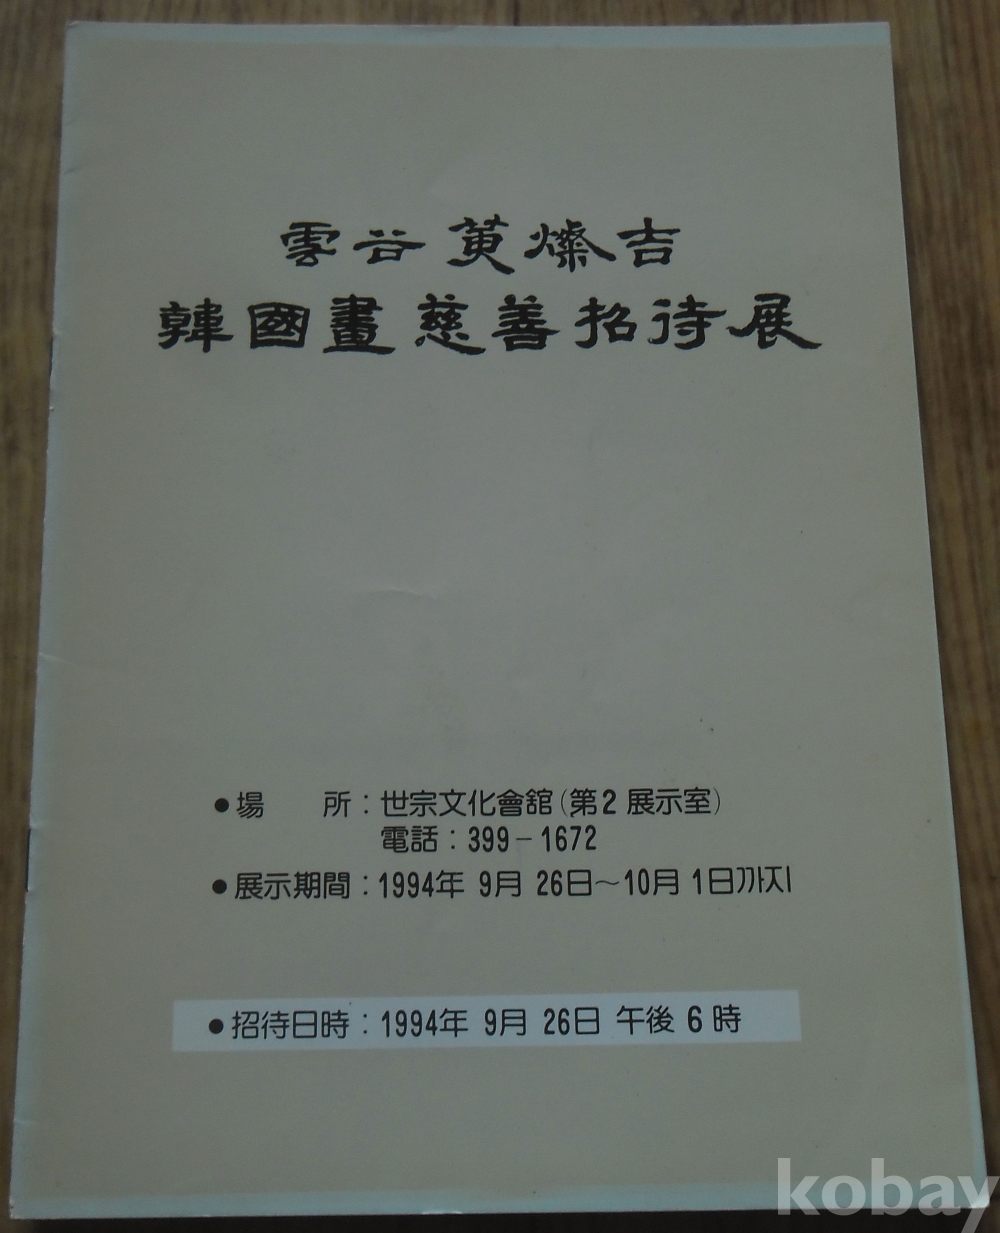 雲谷 黃燦吉
韓國畫慈善招待展
● 場 所 : 世宗文化會舘 (第2 展示室)
電話 : 399-1672
● 展示期間 : 1994年 9月 26日~10月 1日까지
● 招待日時 : 1994年 9月 26日 午後 6 時
kobay